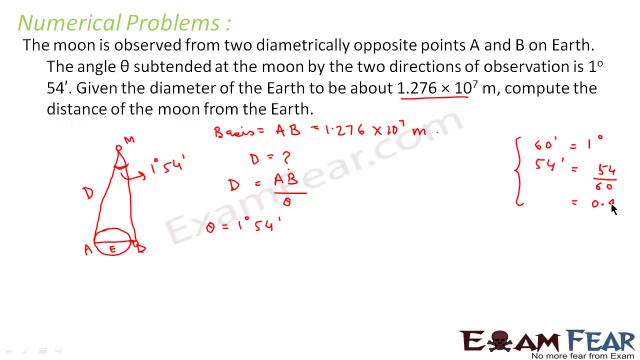 Numerical Problems :
The moon is observed from two diametrically opposite points A and B on Earth.
The angle θ subtended at the moon by the two directions of observation is 1°
54′. Given the diameter of the Earth to be about 1.276 × 10⁷ m, compute the
distance of the moon from the Earth.
Basis = AB = 1.276 × 10⁷ m.
D = ?
D = AB
θ
θ = 1° 54'
M
1° 54'
D
A E B
60' = 1°
54' = 54
60
= 0.
ExamFear.com
EXAM FEAR
No more fear from Exam